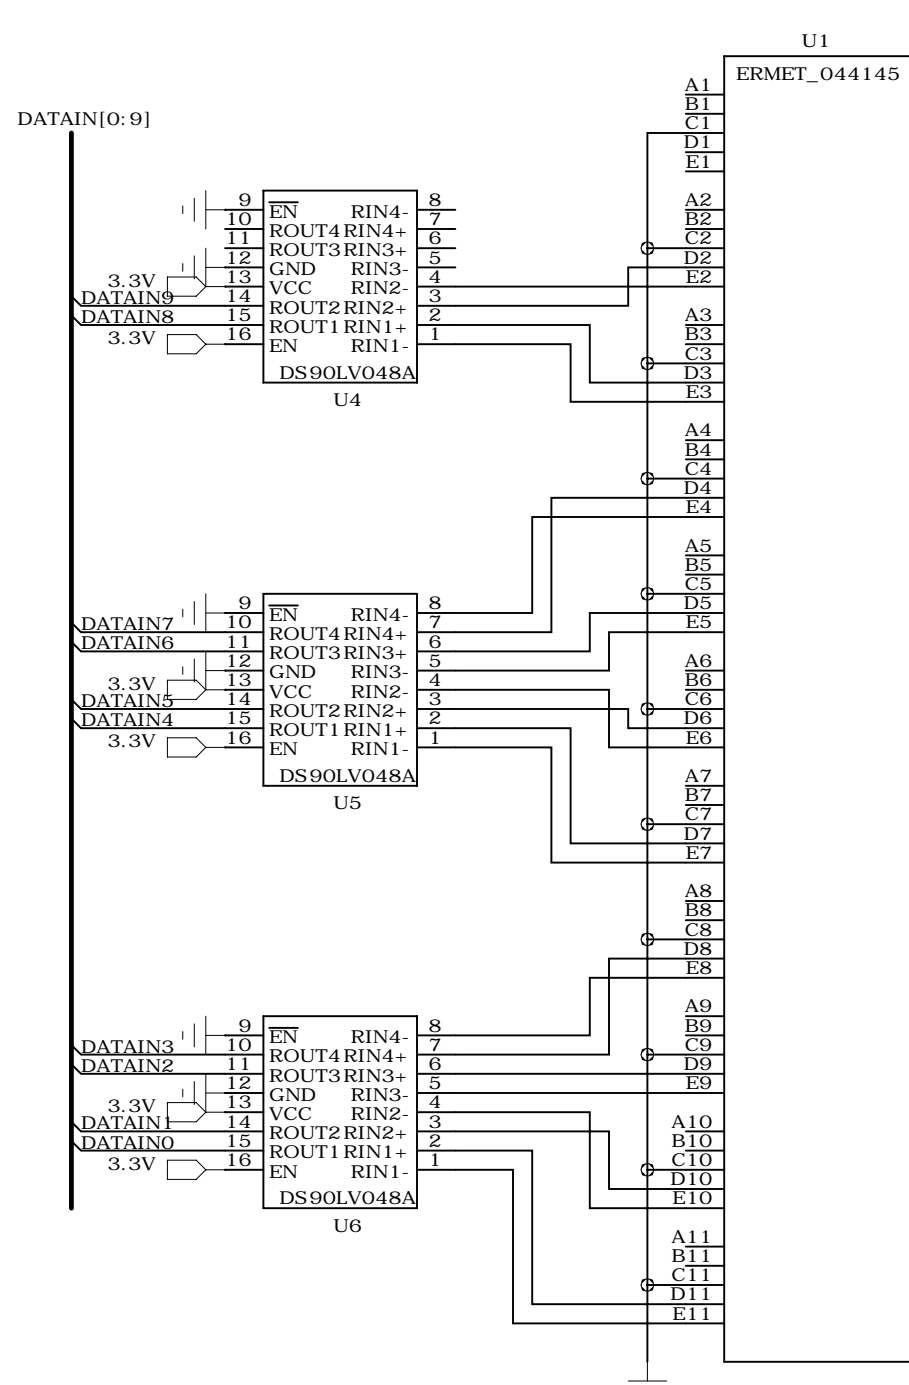 U1
ERMET_044145
DATAIN[0:9]
A1
B1
C1
D1
E1
A2
B2
C2
D2
E2
A3
B3
C3
D3
E3
A4
B4
C4
D4
E4
A5
B5
C5
D5
E5
A6
B6
C6
D6
E6
A7
B7
C7
D7
E7
A8
B8
C8
D8
E8
A9
B9
C9
D9
E9
A10
B10
C10
D10
E10
A11
B11
C11
D11
E11
9 EN RIN4- 8
10 ROUT4 RIN4+ 7
11 ROUT3 RIN3+ 6
12 GND RIN3- 5
3.3V 13 VCC RIN2- 4
DATAIN9 14 ROUT2 RIN2+ 3
DATAIN8 15 ROUT1 RIN1+ 2
3.3V 16 EN RIN1- 1
DS90LV048A
U4
9 EN RIN4- 8
DATAIN7 10 ROUT4 RIN4+ 7
DATAIN6 11 ROUT3 RIN3+ 6
12 GND RIN3- 5
3.3V 13 VCC RIN2- 4
DATAIN5 14 ROUT2 RIN2+ 3
DATAIN4 15 ROUT1 RIN1+ 2
3.3V 16 EN RIN1- 1
DS90LV048A
U5
9 EN RIN4- 8
DATAIN3 10 ROUT4 RIN4+ 7
DATAIN2 11 ROUT3 RIN3+ 6
12 GND RIN3- 5
3.3V 13 VCC RIN2- 4
DATAIN1 14 ROUT2 RIN2+ 3
DATAIN0 15 ROUT1 RIN1+ 2
3.3V 16 EN RIN1- 1
DS90LV048A
U6